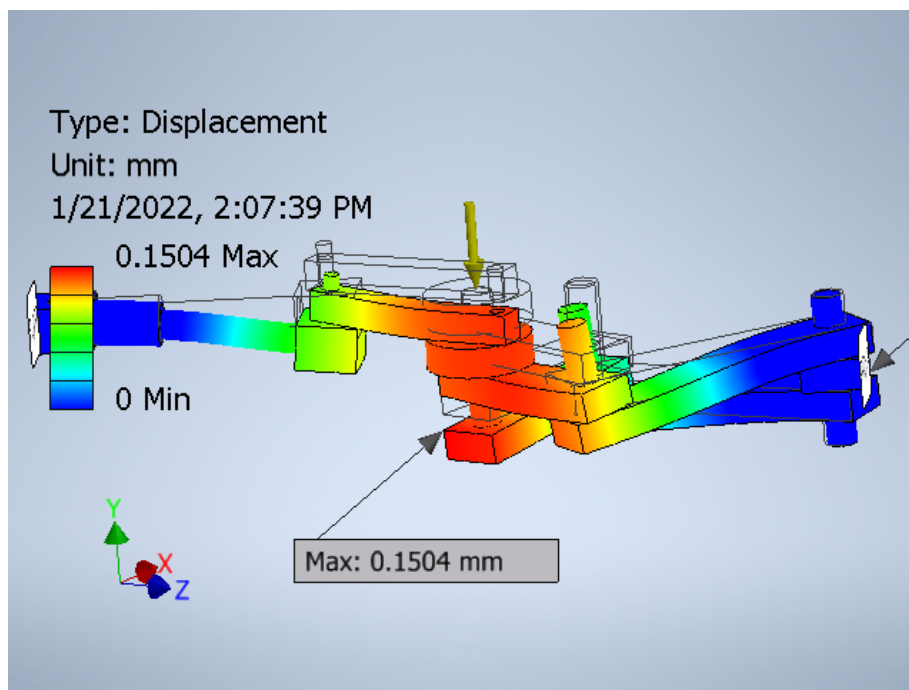 Type: Displacement
Unit: mm
1/21/2022, 2:07:39 PM
0.1504 Max
0 Min
Max: 0.1504 mm
Y
X
Z